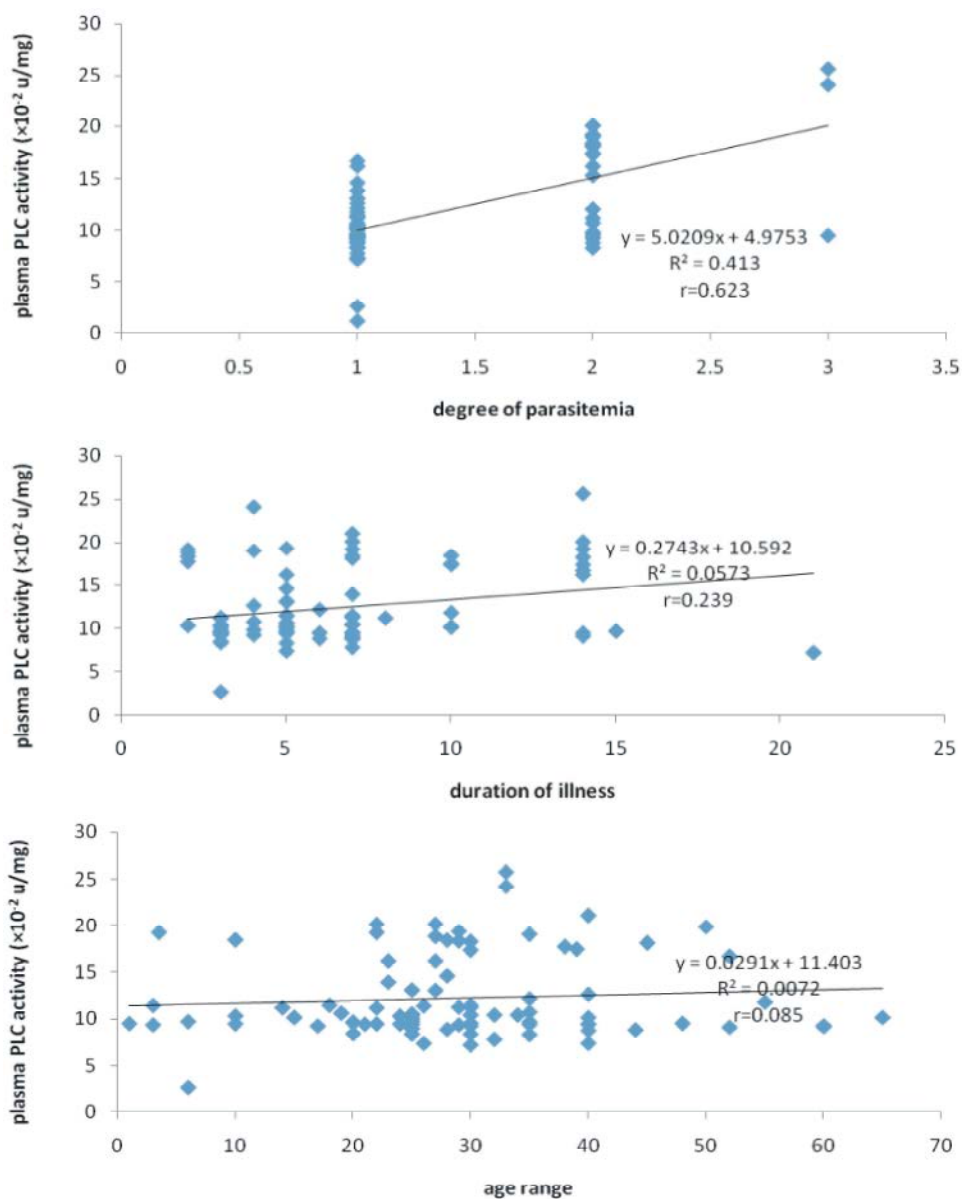 30
25
20
15
10
5
0
plasma PLC activity (×10⁻² u/mg)
y = 5.0209x + 4.9753
R² = 0.413
r=0.623
0 0.5 1 1.5 2 2.5 3 3.5
degree of parasitemia
30
25
20
15
10
5
0
plasma PLC activity (×10⁻² u/mg)
y = 0.2743x + 10.592
R² = 0.0573
r=0.239
0 5 10 15 20 25
duration of illness
30
25
20
15
10
5
0
plasma PLC activity (×10⁻² u/mg)
y = 0.0291x + 11.403
R² = 0.0072
r=0.085
0 10 20 30 40 50 60 70
age range